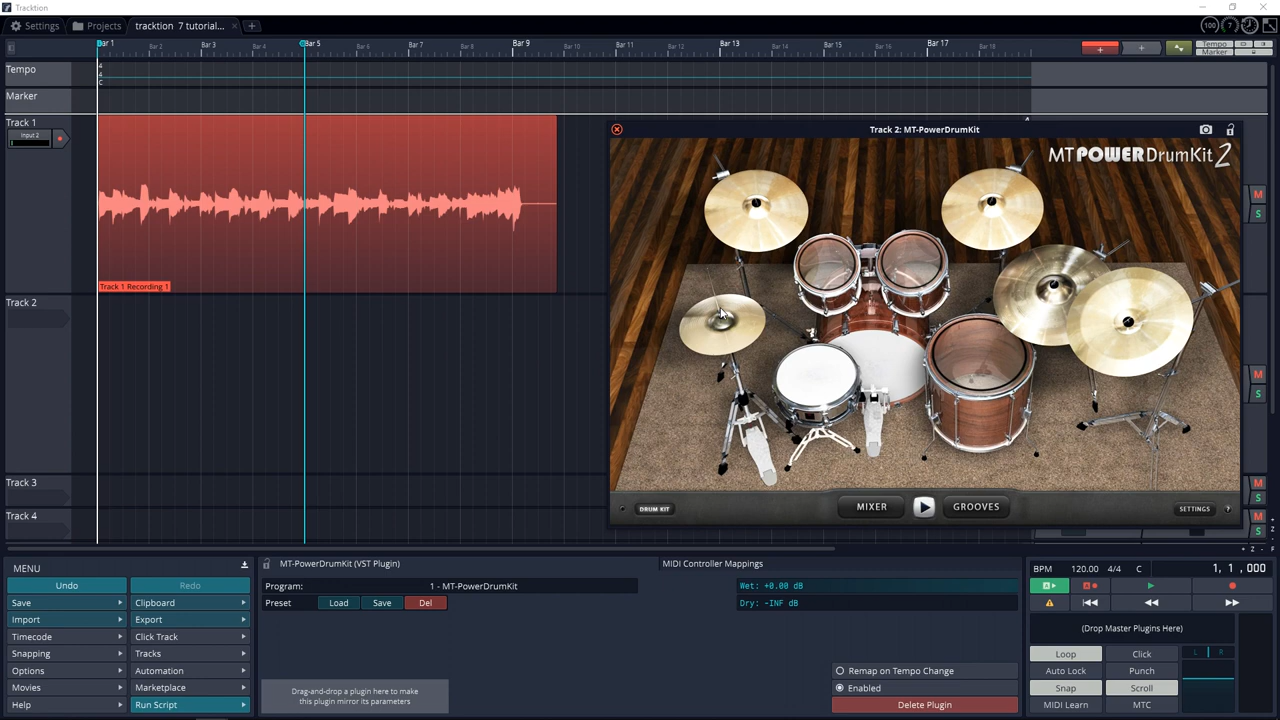 Tracktion
Settings
Projects
tracktion 7 tutorial...
100
7
Bar 1 Bar 2 Bar 3 Bar 4 Bar 5 Bar 6 Bar 7 Bar 8 Bar 9 Bar 10 Bar 11 Bar 12 Bar 13 Bar 14 Bar 15 Bar 16 Bar 17 Bar 18
Tempo
Marker
Tempo
4
4
C
Marker
Track 1
Input 2
Track 1 Recording 1
Track 2: MT-PowerDrumKit
MT POWER DrumKit 2
M
S
Track 2
M
S
MIXER
GROOVES
DRUM KIT
SETTINGS
?
Track 3
M
S
Track 4
M
S
MENU
Undo
Redo
Save
Clipboard
Import
Export
Timecode
Click Track
Snapping
Tracks
Options
Automation
Movies
Marketplace
Help
Run Script
MT-PowerDrumKit (VST Plugin)
Program:
1 - MT-PowerDrumKit
Preset
Load
Save
Del
Drag-and-drop a plugin here to make
this plugin mirror its parameters
MIDI Controller Mappings
Wet: +0.00 dB
Dry: -INF dB
Remap on Tempo Change
Enabled
Delete Plugin
BPM 120.00 4/4 C 1, 1, 000
(Drop Master Plugins Here)
Loop
Click
Auto Lock
Punch
Snap
Scroll
MIDI Learn
MTC
L
R